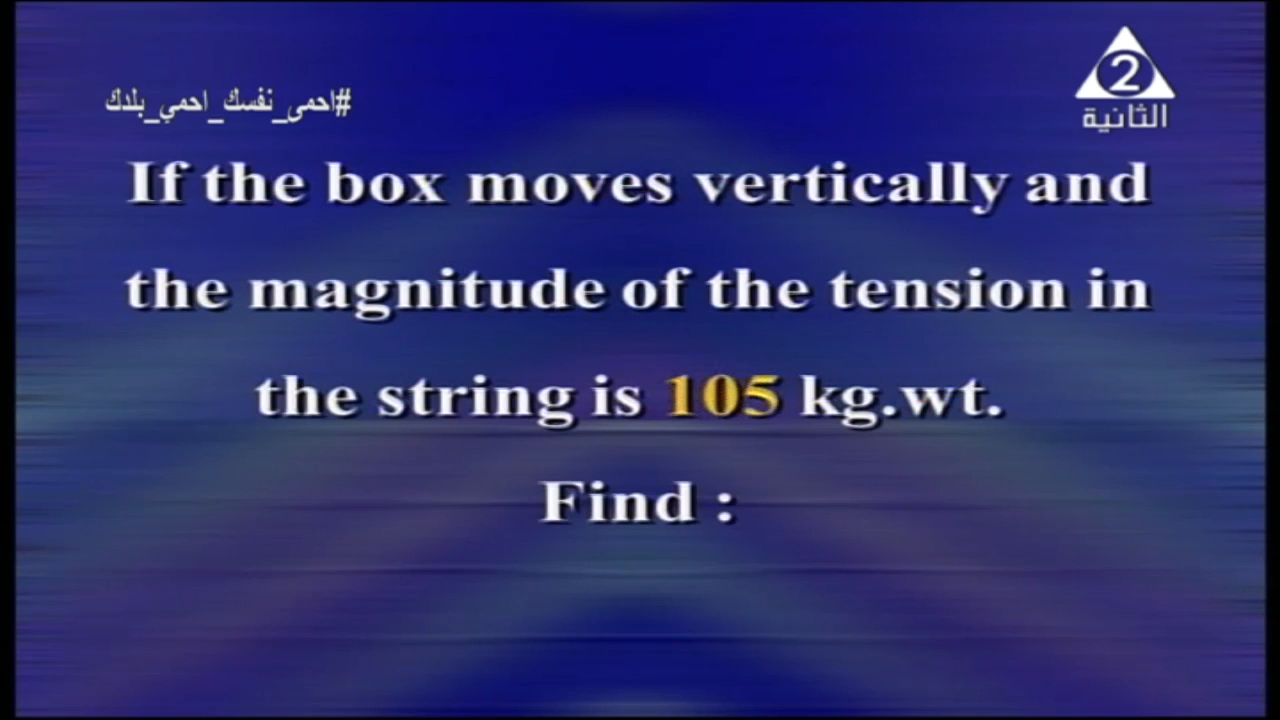 #احمى_نفسك_احمي_بلدك
2
الثانية
If the box moves vertically and
the magnitude of the tension in
the string is 105 kg.wt.
Find :